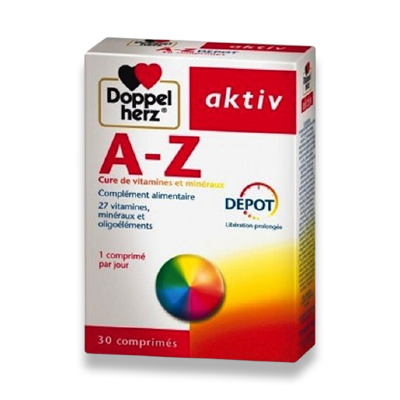 A-Z DEPOT
Doppel
herz®
aktiv
A-Z
Cure de vitamines et minéraux
Complément alimentaire
27 vitamines,
minéraux et
oligoéléments
DEPOT
Libération prolongée
1 comprimé
par jour
30 comprimés